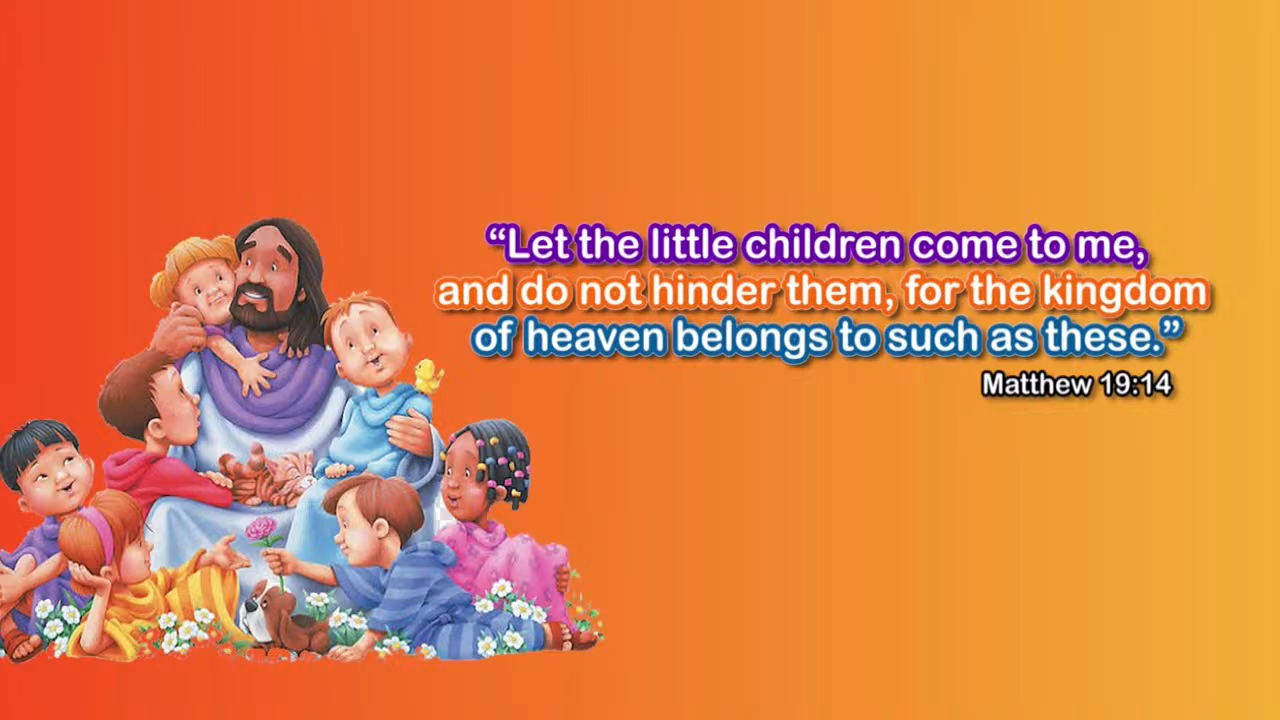 “Let the little children come to me,
and do not hinder them, for the kingdom
of heaven belongs to such as these.”
Matthew 19:14